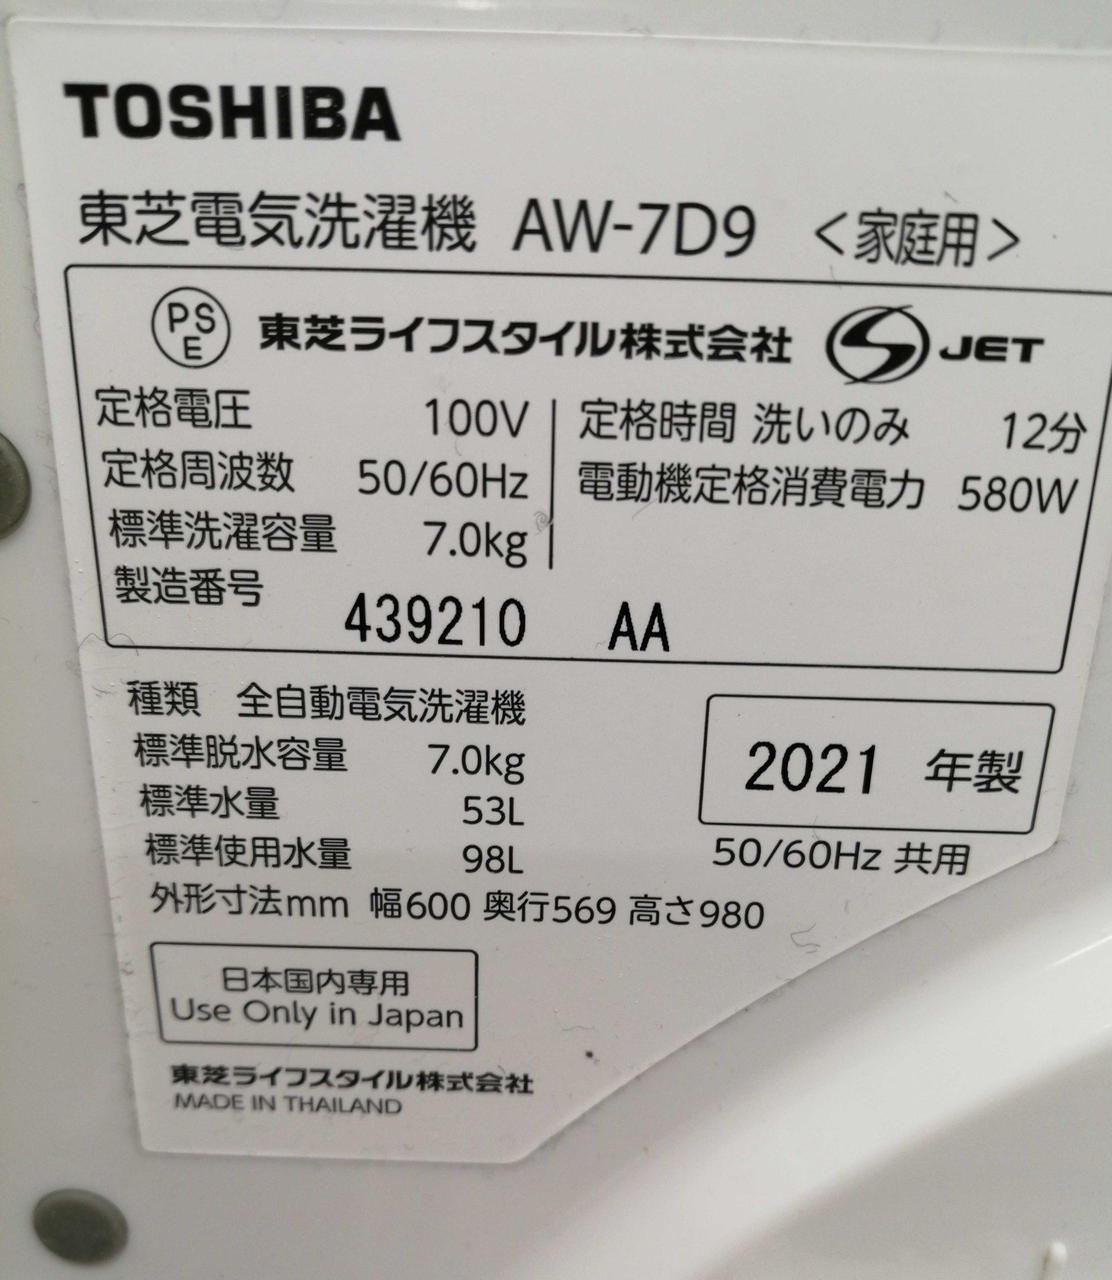 TOSHIBA
東芝電気洗濯機 AW-7D9 <家庭用>
PS E 東芝ライフスタイル株式会社 S JET
定格電圧 100V 定格時間 洗いのみ 12分
定格周波数 50/60Hz 電動機定格消費電力 580W
標準洗濯容量 7.0kg
製造番号 439210 AA
種類 全自動電気洗濯機
標準脱水容量 7.0kg
2021 年製
標準水量 53L
標準使用水量 98L
50/60Hz 共用
外形寸法mm 幅600 奥行569 高さ980
日本国内専用
Use Only in Japan
東芝ライフスタイル株式会社
MADE IN THAILAND